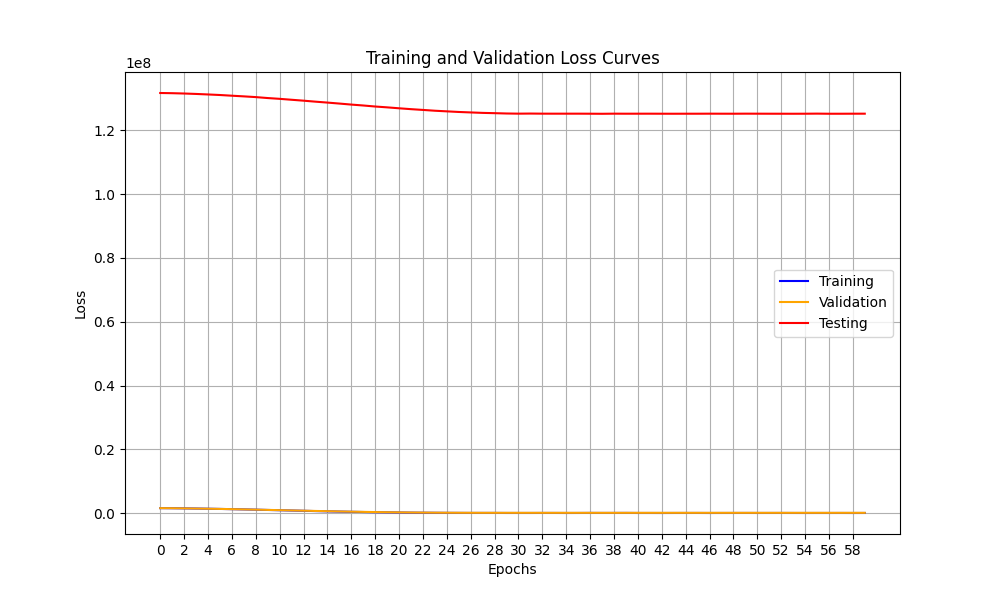 Training and Validation Loss Curves
1e8
1.2
1.0
0.8
0.6
0.4
0.2
0.0
Loss
Training
Validation
Testing
0 2 4 6 8 10 12 14 16 18 20 22 24 26 28 30 32 34 36 38 40 42 44 46 48 50 52 54 56 58
Epochs